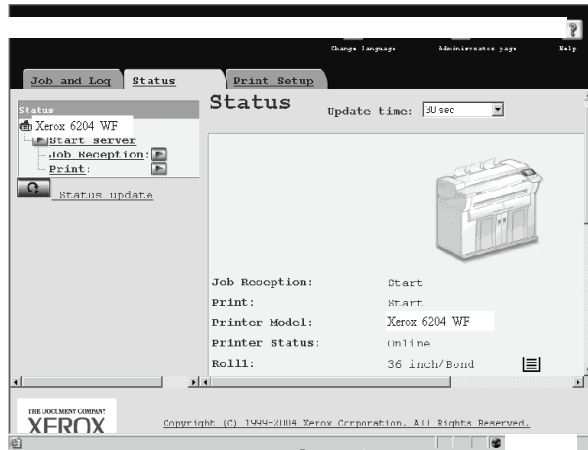 Change language Administrator page Help
Job and Log Status Print Setup
Status
Xerox 6204 WF
Start server
Job Reception:
Print:
Status update
Status Update time: 30 sec
Job Reception: Start
Print: Start
Printer Model: Xerox 6204 WF
Printer Status: Online
Roll1: 36 inch/Bond
THE DOCUMENT COMPANY
XEROX
Copyright (C) 1999-2004 Xerox Corporation. All Rights Reserved.